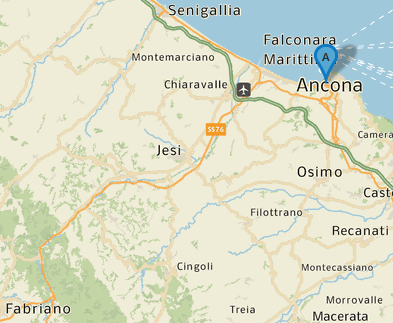 Senigallia
Falconara
Marittima
A
Montemarciano
Chiaravalle
Ancona
SS76
Camera
Jesi
Osimo
Cast
Filottrano
Recanati
Cingoli
Montecassiano
Fabriano
Morrovalle
Treia
Macerata